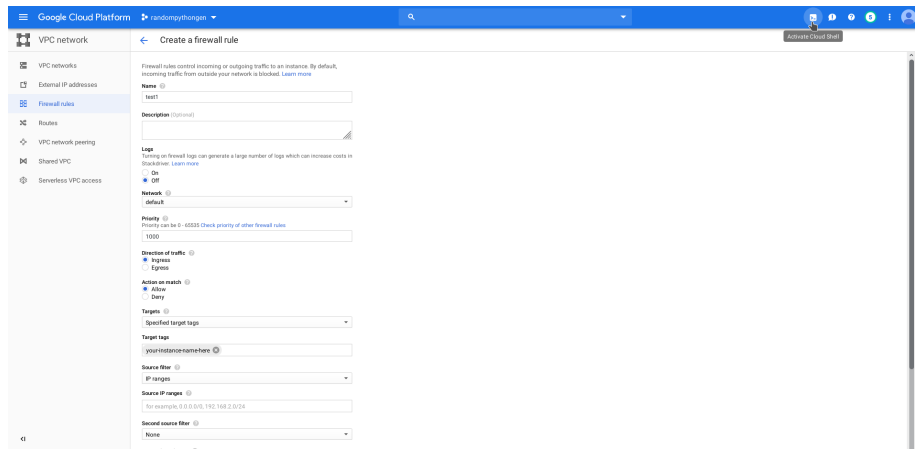 Google Cloud Platform
randompythongen
5
VPC network
Create a firewall rule
Activate Cloud Shell
VPC networks
External IP addresses
Firewall rules
Routes
VPC network peering
Shared VPC
Serverless VPC access
Firewall rules control incoming or outgoing traffic to an instance. By default,
incoming traffic from outside your network is blocked. Learn more
Name
test1
Description (Optional)
Logs
Turning on firewall logs can generate a large number of logs which can increase costs in
Stackdriver. Learn more
On
Off
Network
default
Priority
Priority can be 0 - 65535 Check priority of other firewall rules
1000
Direction of traffic
Ingress
Egress
Action on match
Allow
Deny
Targets
Specified target tags
Target tags
your-instance-name-here
Source filter
IP ranges
Source IP ranges
for example, 0.0.0.0/0, 192.168.2.0/24
Second source filter
None